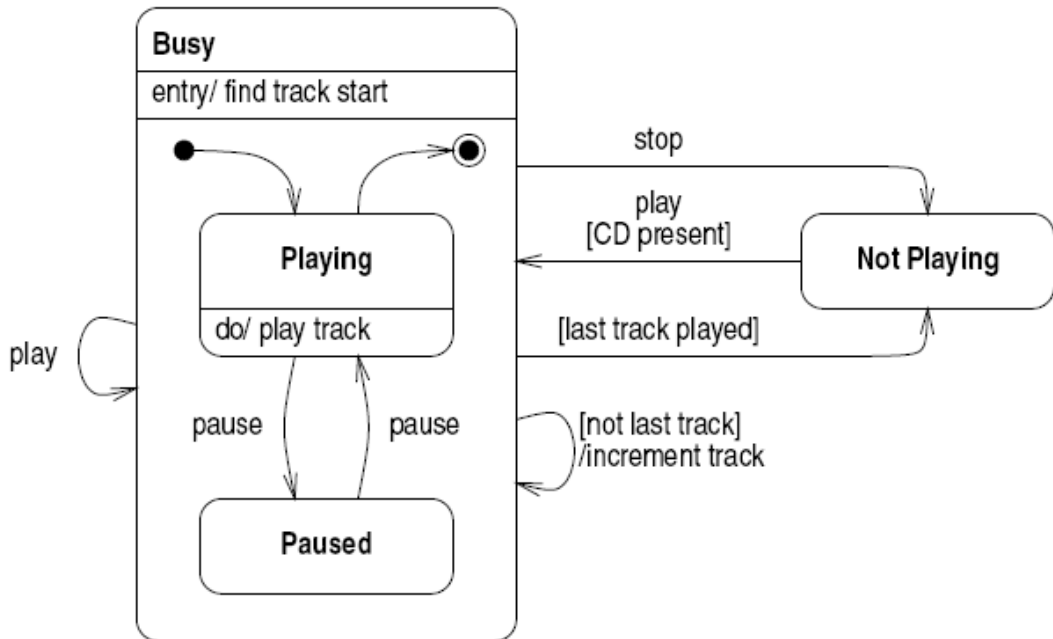 Busy
entry/ find track start
stop
play
[CD present]
Playing
Not Playing
do/ play track
[last track played]
play
pause
pause
[not last track]
/increment track
Paused